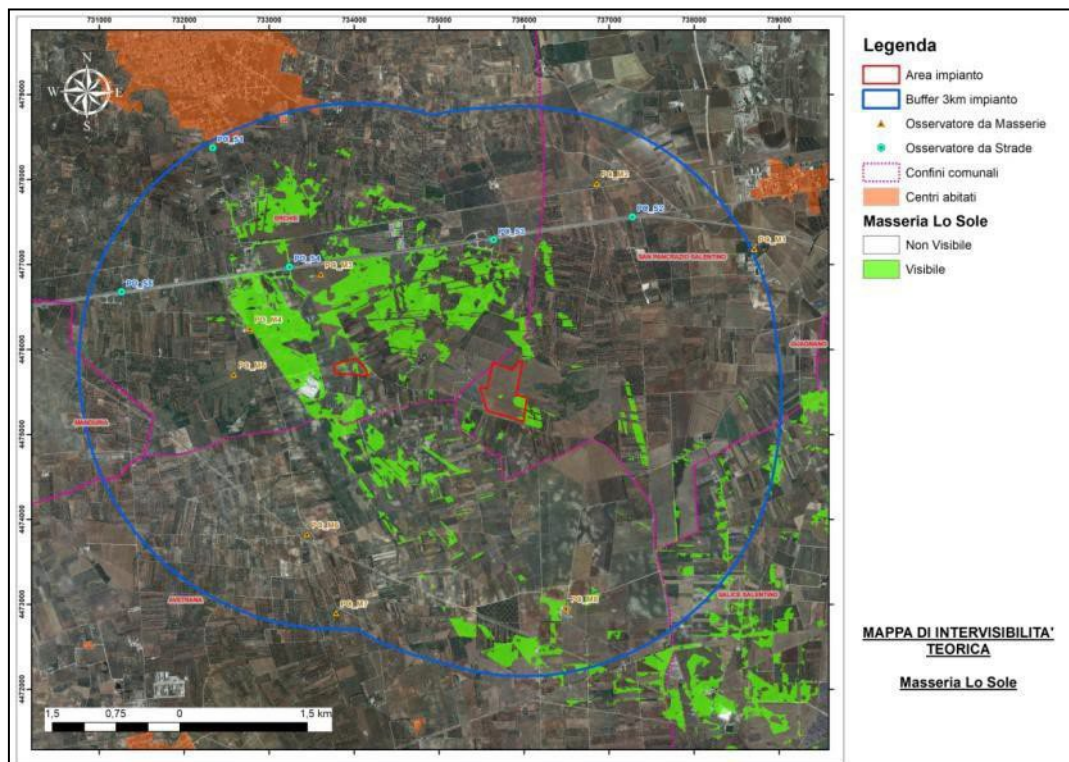 731000 732000 733000 734000 735000 736000 737000 738000 739000
Legenda
Area impianto
Buffer 3km impianto
Osservatore da Masserie
Osservatore da Strade
Confini comunali
Centri abitati
Masseria Lo Sole
Non Visibile
Visibile
MAPPA DI INTERVISIBILITA'
TEORICA
Masseria Lo Sole
N
W E
S
4479000
4478000
4477000
4476000
4475000
4474000
4473000
4472000
PO_S1
PO_M2
PO_S2
ERCHIE
PO_S3
PO_M1
SAN PANCRAZIO SALENTINO
PO_S4
PO_M3
PO_S5
PO_M4
GUAGNANO
PO_M5
MANDURIA
PO_M6
AVETRANA
PO_M7
PO_M8
SALICE SALENTINO
1,5 0,75 0 1,5 km